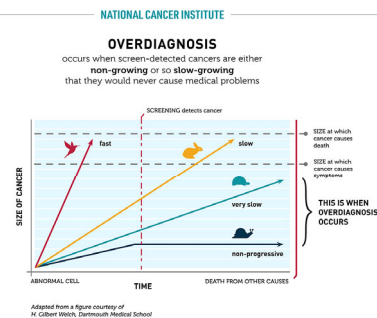 NATIONAL CANCER INSTITUTE
OVERDIAGNOSIS
occurs when screen-detected cancers are either
non-growing or so slow-growing
that they would never cause medical problems
SCREENING detects cancer
fast
slow
SIZE at which
cancer causes
death
SIZE at which
cancer causes
symptoms
very slow
THIS IS WHEN
OVERDIAGNOSIS
OCCURS
non-progressive
SIZE OF CANCER
ABNORMAL CELL
TIME
DEATH FROM OTHER CAUSES
Adapted from a figure courtesy of
H. Gilbert Welch, Dartmouth Medical School